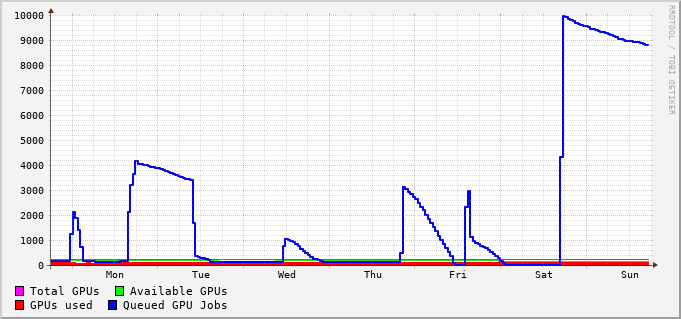 RRDTOOL / TOBI OETIKER
10000
9000
8000
7000
6000
5000
4000
3000
2000
1000
0
Mon Tue Wed Thu Fri Sat Sun
Total GPUs Available GPUs
GPUs used Queued GPU Jobs